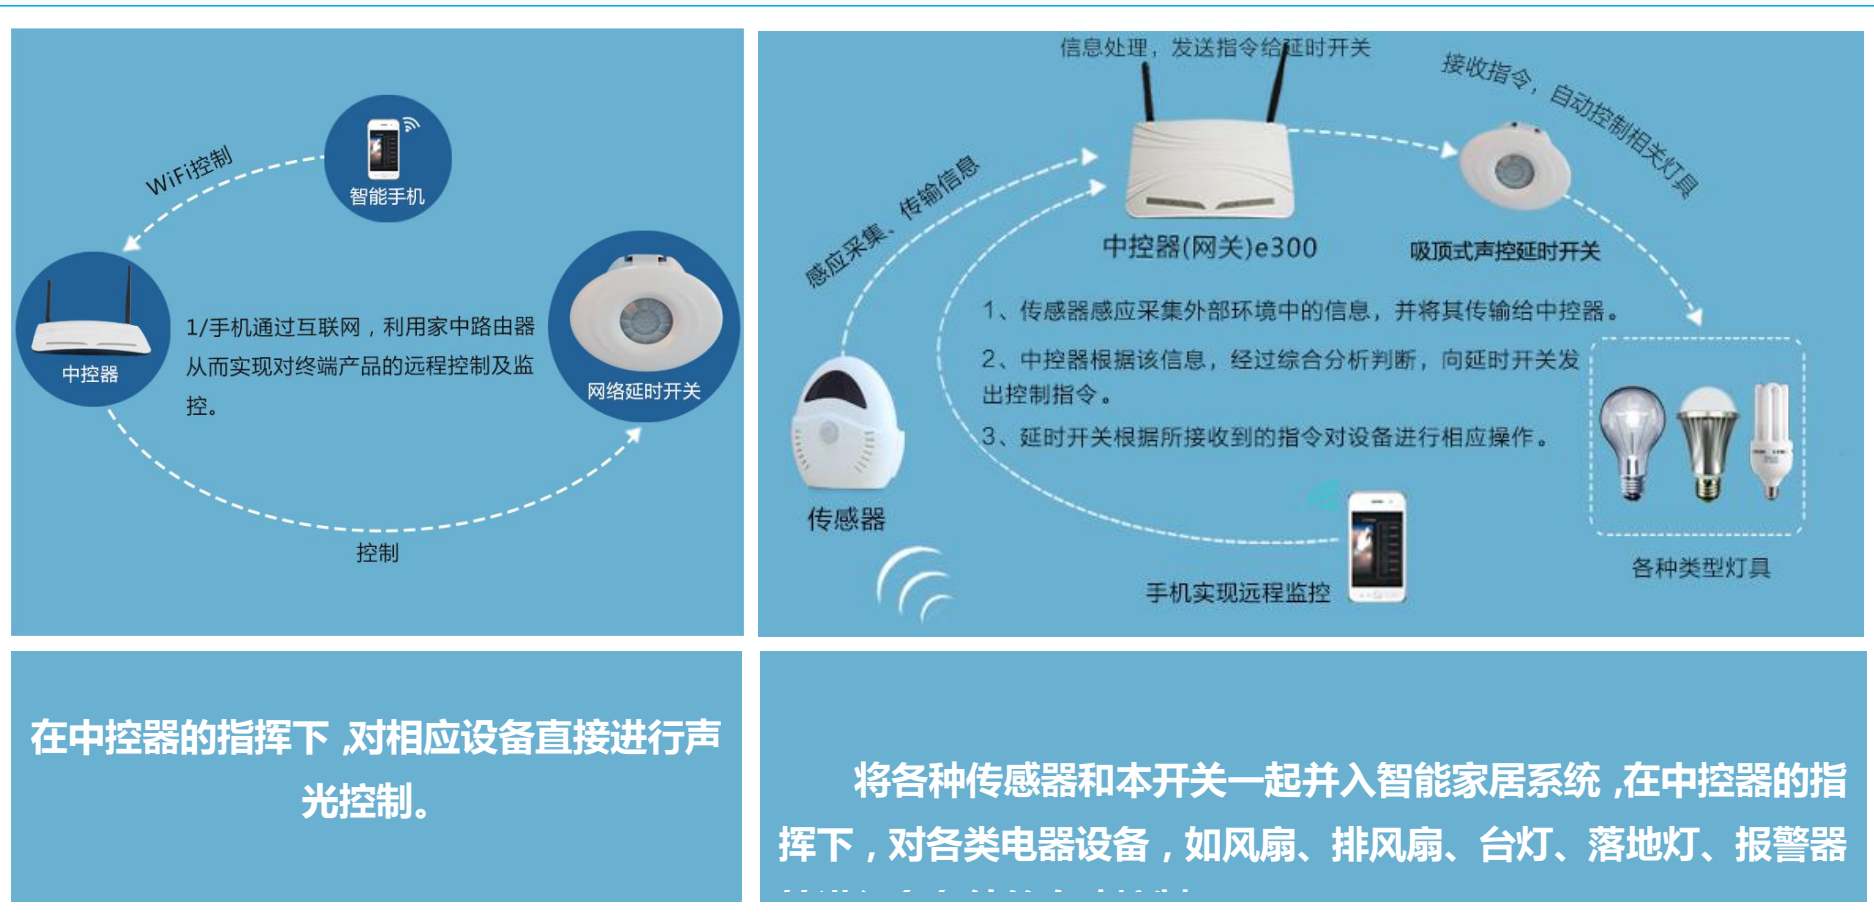 WiFi控制
智能手机
中控器
1/手机通过互联网，利用家中路由器
从而实现对终端产品的远程控制及监
控。
网络延时开关
控制
信息处理，发送指令给延时开关
接收指令，自动控制相关灯具
感应采集、传输信息
中控器(网关)e300
吸顶式声控延时开关
1、传感器感应采集外部环境中的信息，并将其传输给中控器。
2、中控器根据该信息，经过综合分析判断，向延时开关发
出控制指令。
3、延时开关根据所接收到的指令对设备进行相应操作。
传感器
手机实现远程监控
各种类型灯具
在中控器的指挥下,对相应设备直接进行声
光控制。
将各种传感器和本开关一起并入智能家居系统,在中控器的指
挥下，对各类电器设备，如风扇、排风扇、台灯、落地灯、报警器